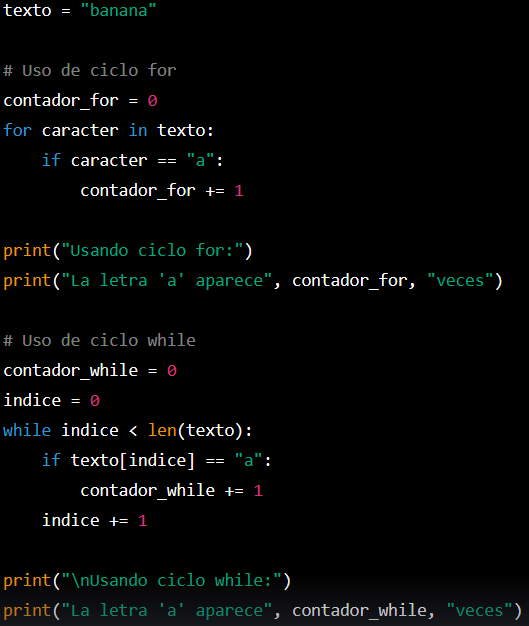 texto = "banana"

# Uso de ciclo for
contador_for = 0
for caracter in texto:
    if caracter == "a":
        contador_for += 1

print("Usando ciclo for:")
print("La letra 'a' aparece", contador_for, "veces")

# Uso de ciclo while
contador_while = 0
indice = 0
while indice < len(texto):
    if texto[indice] == "a":
        contador_while += 1
    indice += 1

print("\nUsando ciclo while:")
print("La letra 'a' aparece", contador_while, "veces")